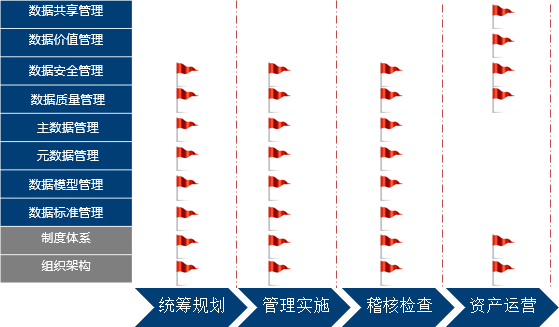 数据共享管理
数据价值管理
数据安全管理
数据质量管理
主数据管理
元数据管理
数据模型管理
数据标准管理
制度体系
组织架构
统筹规划 管理实施 稽核检查 资产运营